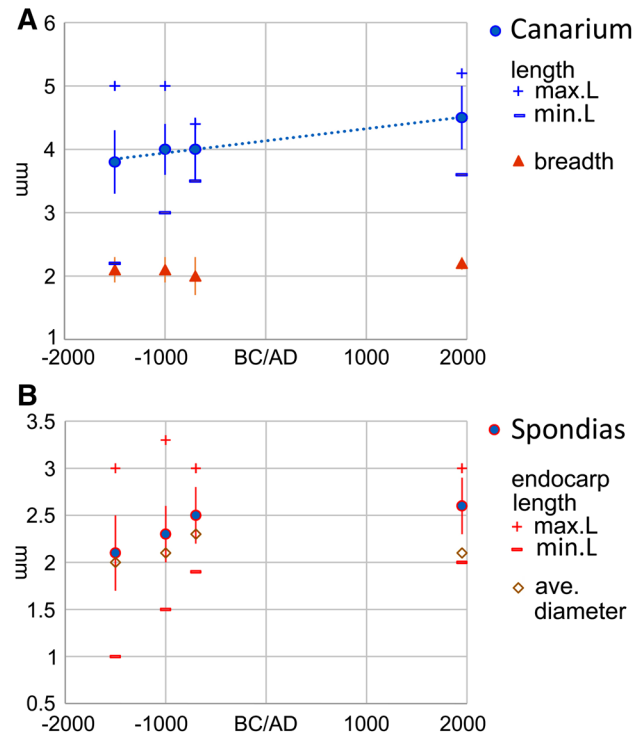 A
6
5
4
3
2
1
mm
-2000 -1000 BC/AD 1000 2000
Canarium
length
+ max.L
- min.L
breadth
B
3.5
3
2.5
2
1.5
1
0.5
mm
-2000 -1000 BC/AD 1000 2000
Spondias
endocarp
length
+ max.L
- min.L
ave.
diameter